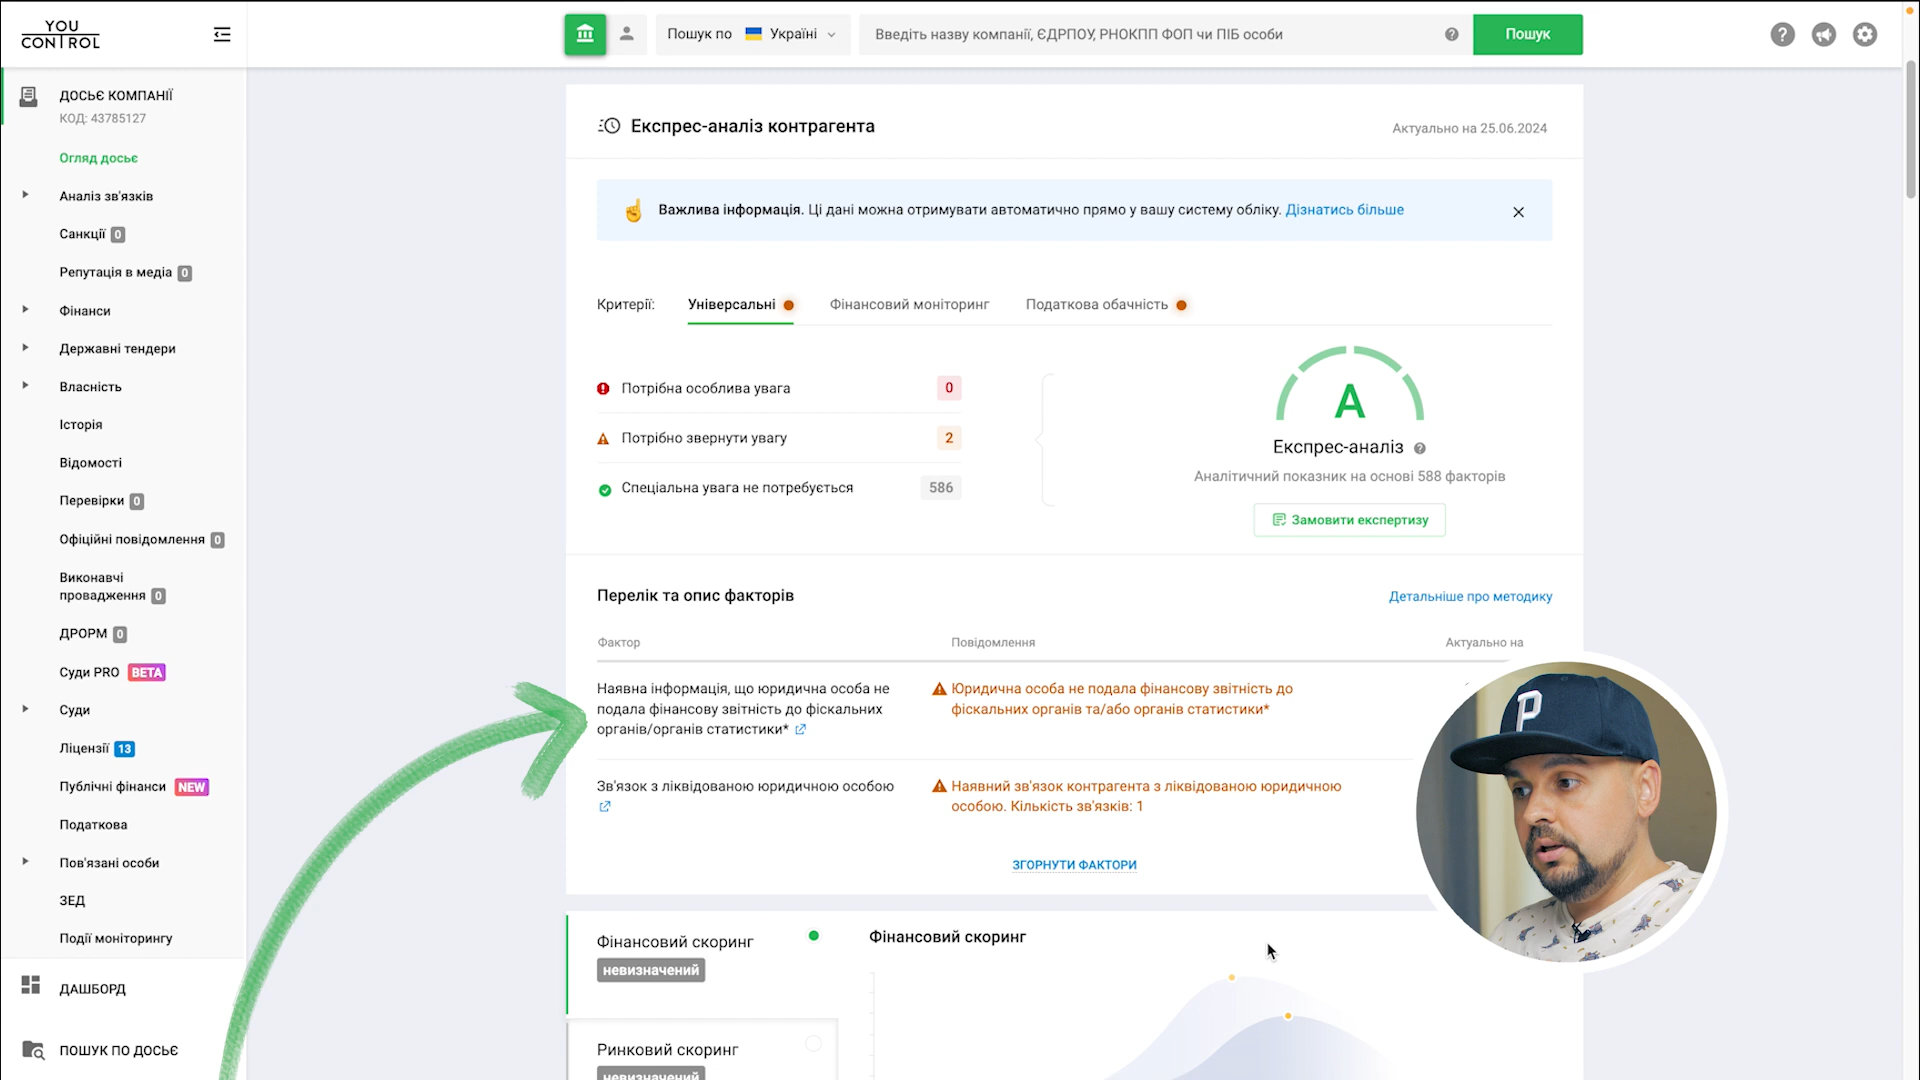 YOU
CONTROL
Пошук по
Україні
Введіть назву компанії, ЄДРПОУ, РНОКПП ФОП чи ПІБ особи
Пошук
ДОСЬЄ КОМПАНІЇ
КОД: 43785127
Огляд досьє
Аналіз зв'язків
Санкції 0
Репутація в медіа 0
Фінанси
Державні тендери
Власність
Історія
Відомості
Перевірки 0
Офіційні повідомлення 0
Виконавчі
провадження 0
ДРОРМ 0
Суди PRO BETA
Суди
Ліцензії 13
Публічні фінанси NEW
Податкова
Пов'язані особи
ЗЕД
Події моніторингу
ДАШБОРД
ПОШУК ПО ДОСЬЄ
Експрес-аналіз контрагента
Актуально на 25.06.2024
Важлива інформація. Ці дані можна отримувати автоматично прямо у вашу систему обліку. Дізнатись більше
Критерії:
Універсальні
Фінансовий моніторинг
Податкова обачність
Потрібна особлива увага 0
Потрібно звернути увагу 2
Спеціальна увага не потребується 586
A
Експрес-аналіз
Аналітичний показник на основі 588 факторів
Замовити експертизу
Перелік та опис факторів
Детальніше про методику
Фактор
Повідомлення
Актуально на
Наявна інформація, що юридична особа не
подала фінансову звітність до фіскальних
органів/органів статистики*
Юридична особа не подала фінансову звітність до
фіскальних органів та/або органів статистики*
Зв'язок з ліквідованою юридичною особою
Наявний зв'язок контрагента з ліквідованою юридичною
особою. Кількість зв'язків: 1
ЗГОРНУТИ ФАКТОРИ
Фінансовий скоринг
невизначений
Фінансовий скоринг
Ринковий скоринг
невизначений
P